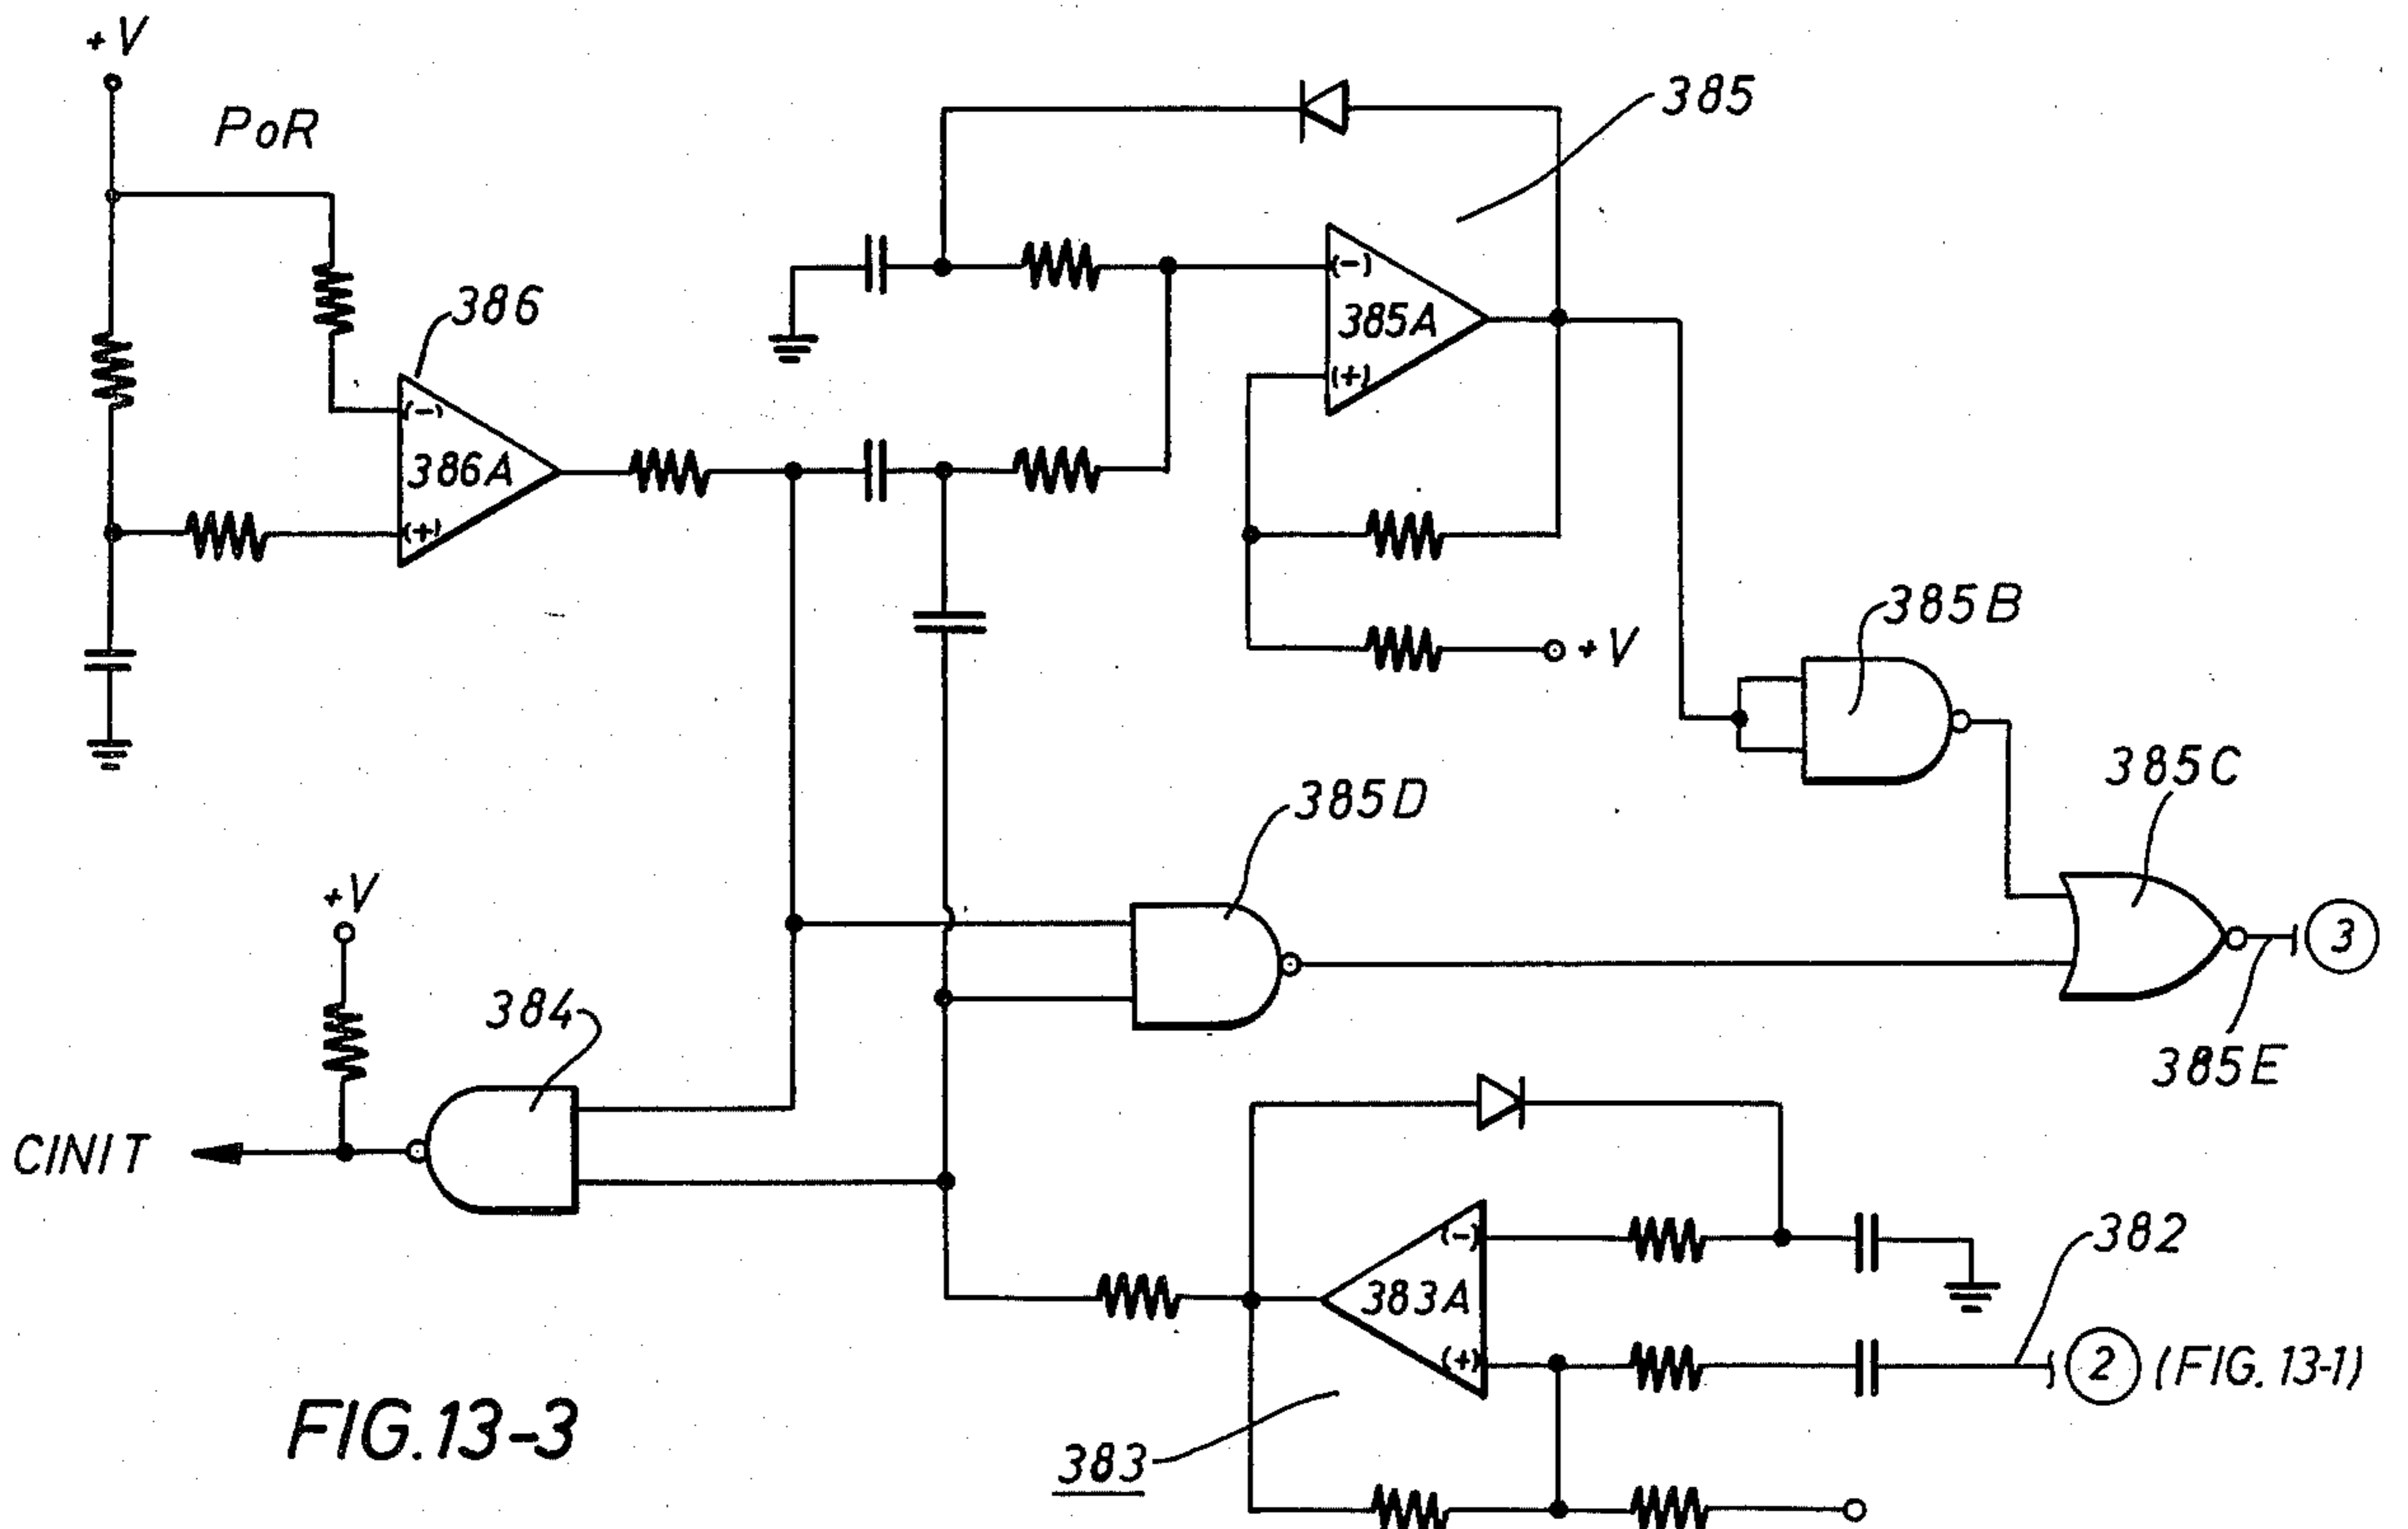 +V
PoR
385
386
(-)
385A
(+)
(-)
386A
(+)
+V
385B
385C
385D
+V
3
384
385E
CINIT
(-)
382
383A
(+)
2 (FIG. 13-1)
FIG. 13-3
383